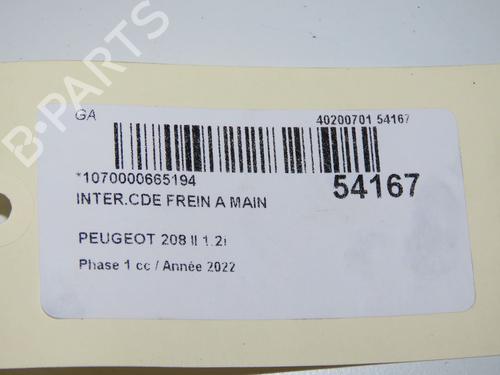 GA 40200701 54167
*1070000665194 54167
INTER.CDE FREIN A MAIN
PEUGEOT 208 II 1.2i
Phase 1 cc / Année 2022
B-PARTS